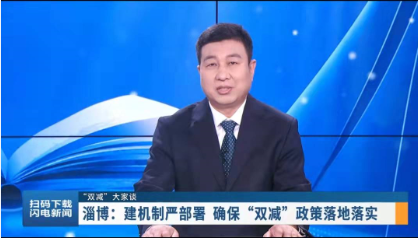 "双减"大家谈
扫码下载
闪电新闻
淄博：建机制严部署 确保“双减”政策落地落实